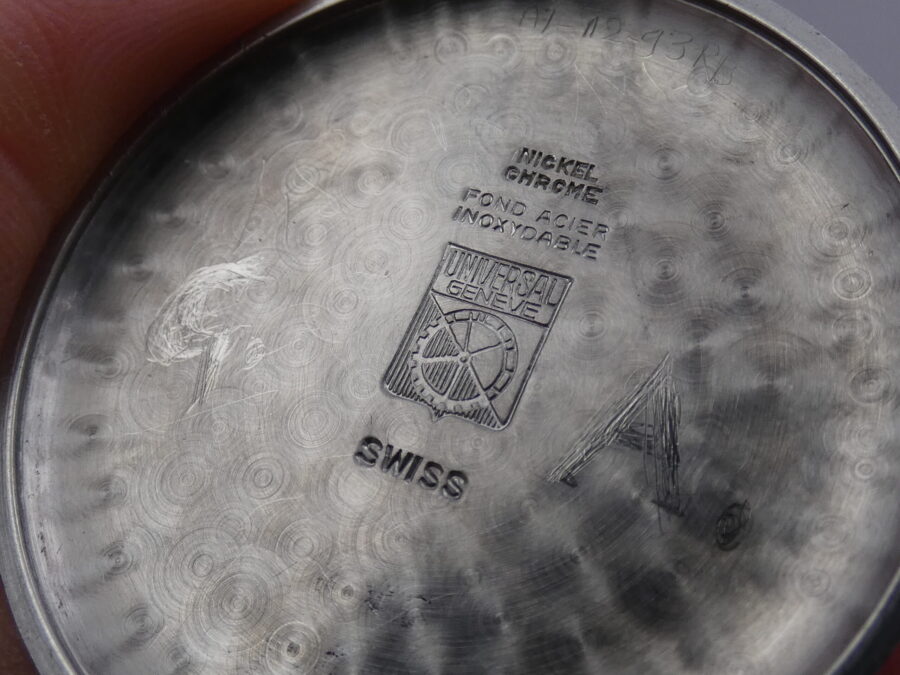 NICKEL
CHROME
FOND ACIER
INOXYDABLE
UNIVERSAL
GENEVE
SWISS
A.